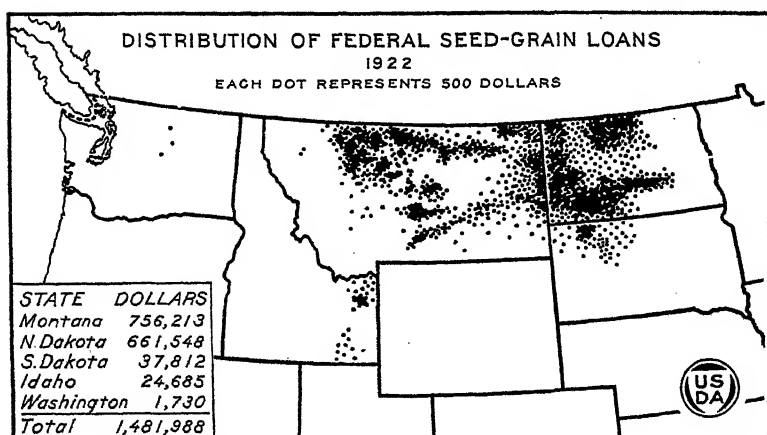 DISTRIBUTION OF FEDERAL SEED-GRAIN LOANS
1922
EACH DOT REPRESENTS 500 DOLLARS
STATE DOLLARS
Montana 756,213
N.Dakota 661,548
S.Dakota 37,812
Idaho 24,685
Washington 1,730
Total 1,481,988
US
DA